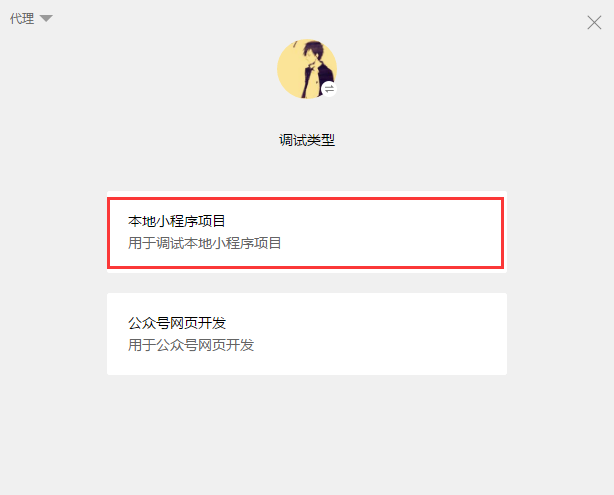 代理
调试类型
本地小程序项目
用于调试本地小程序项目
公众号网页开发
用于公众号网页开发